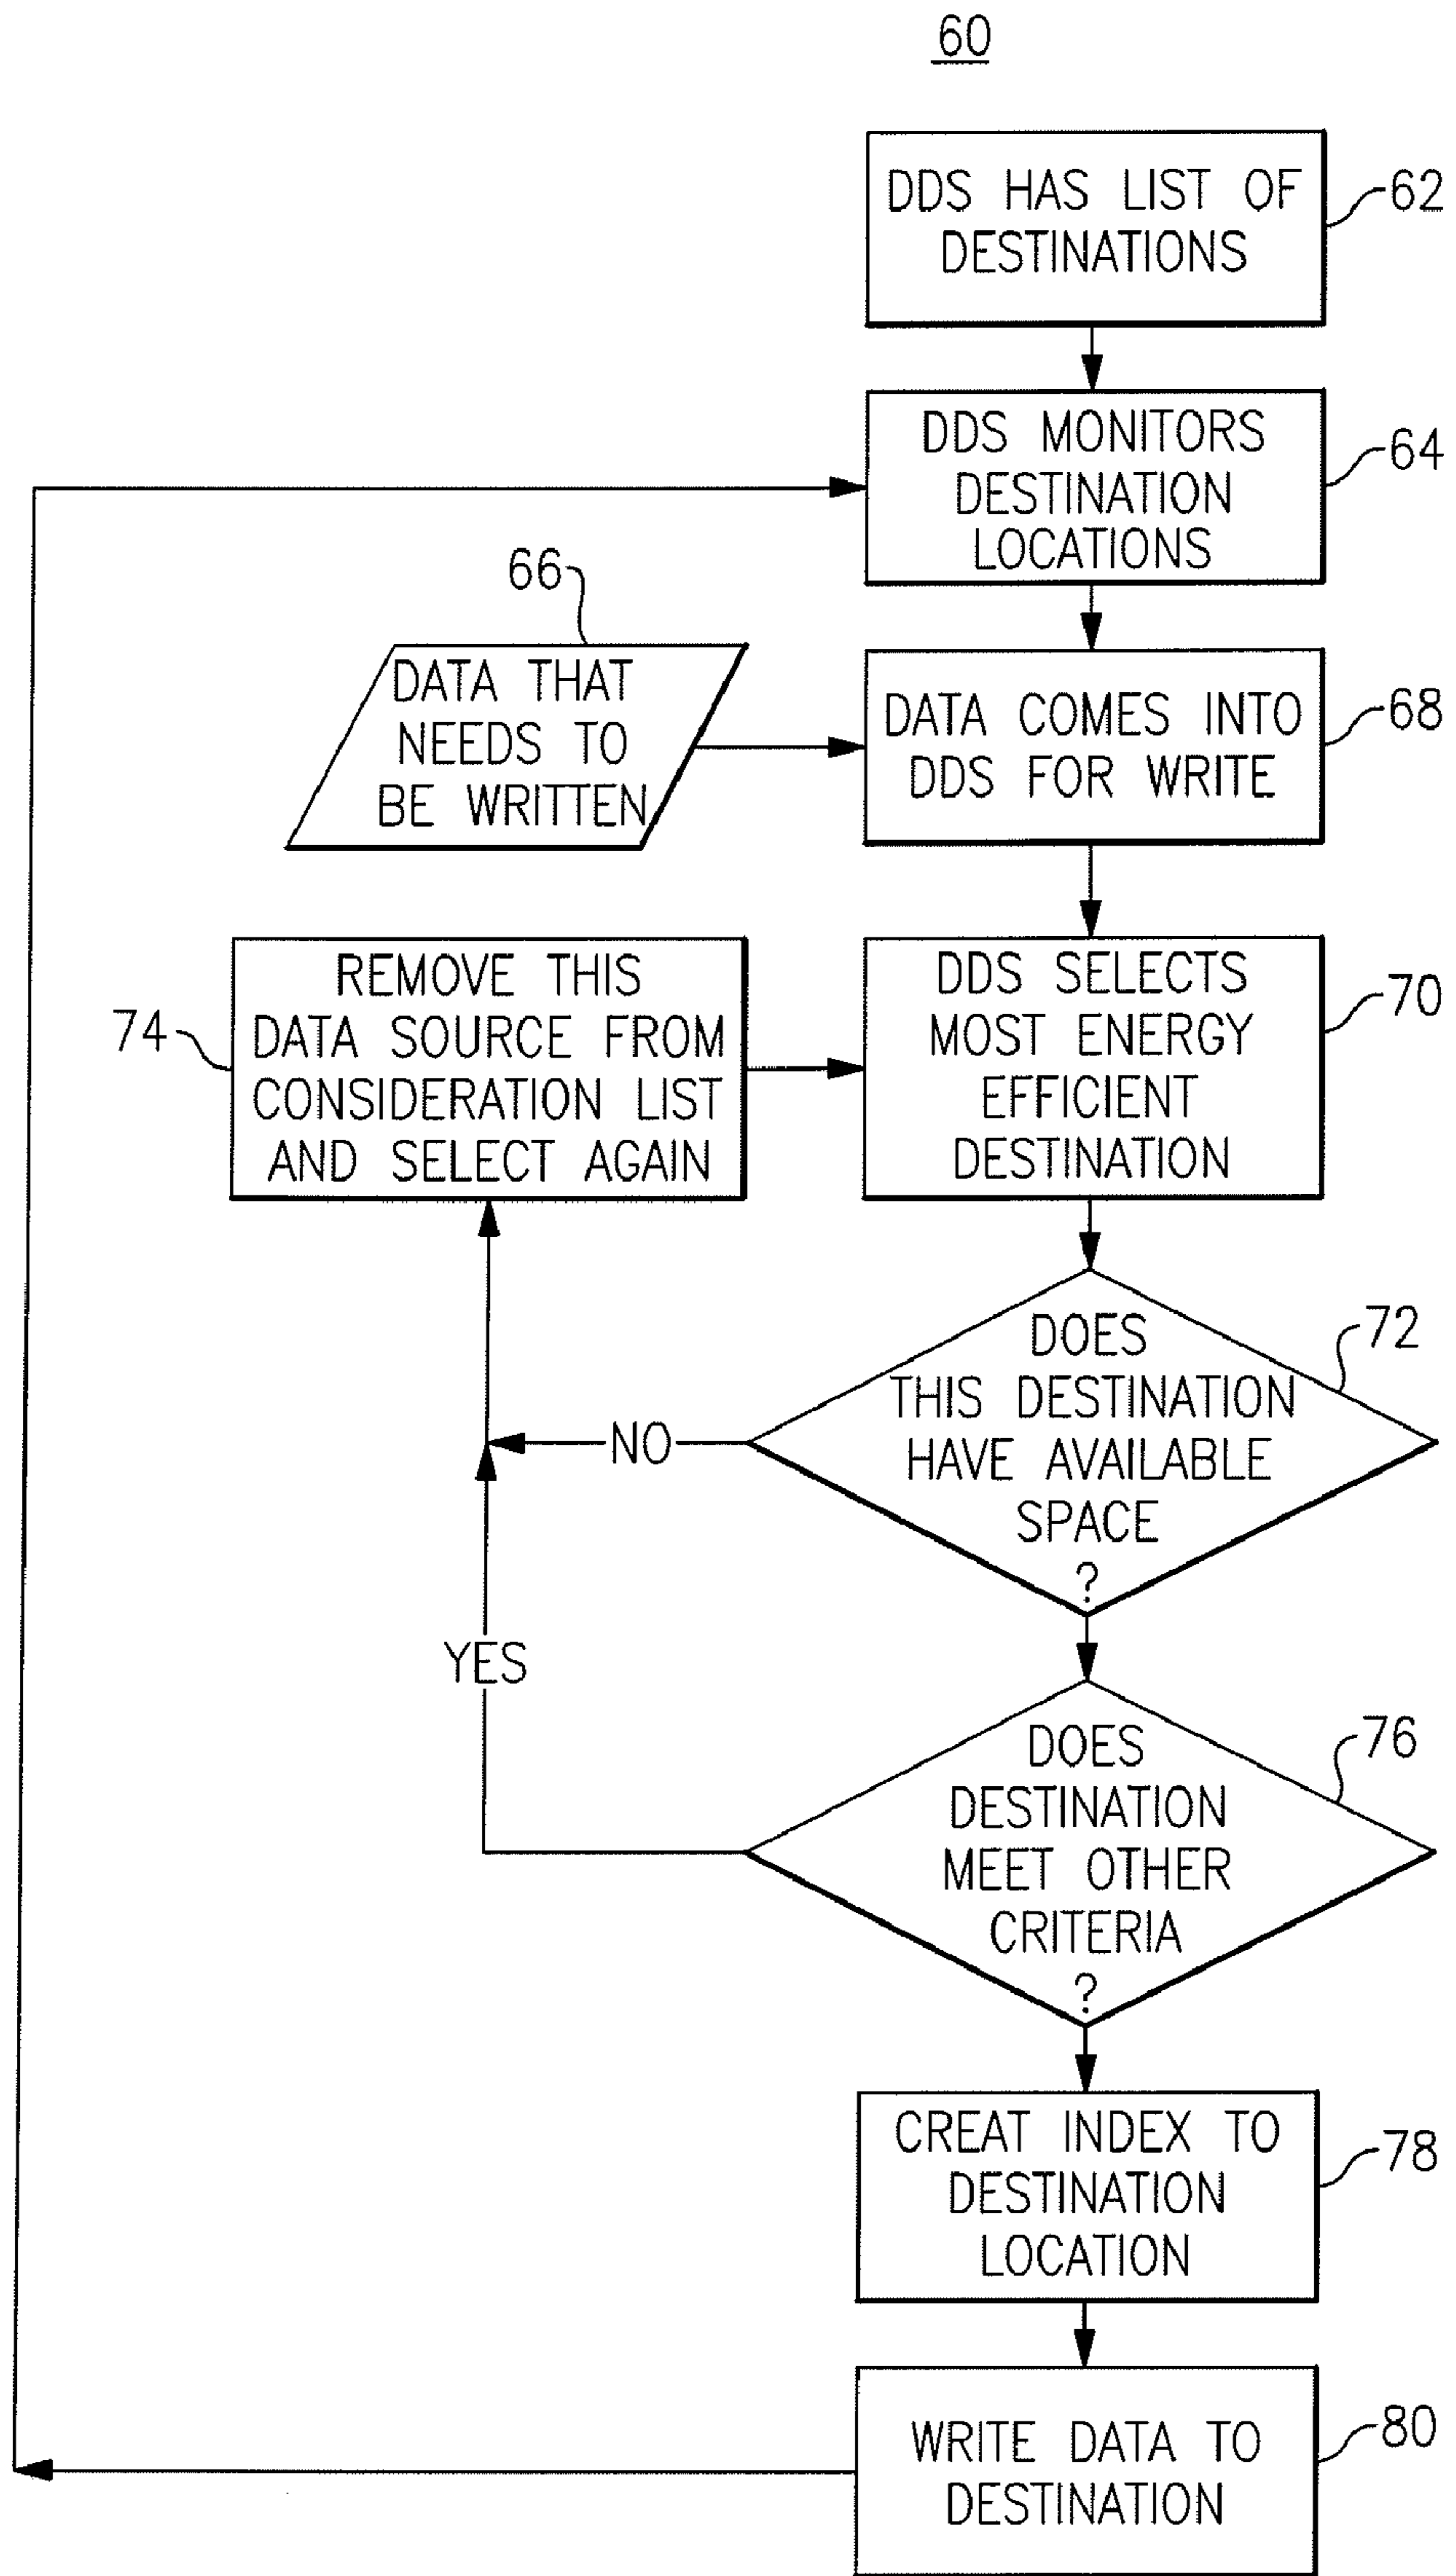 60
DDS HAS LIST OF
DESTINATIONS
62
DDS MONITORS
DESTINATION
LOCATIONS
64
66
DATA THAT
NEEDS TO
BE WRITTEN
DATA COMES INTO
DDS FOR WRITE
68
74
REMOVE THIS
DATA SOURCE FROM
CONSIDERATION LIST
AND SELECT AGAIN
DDS SELECTS
MOST ENERGY
EFFICIENT
DESTINATION
70
DOES
THIS DESTINATION
HAVE AVAILABLE
SPACE
?
72
NO
YES
DOES
DESTINATION
MEET OTHER
CRITERIA
?
76
CREAT INDEX TO
DESTINATION
LOCATION
78
WRITE DATA TO
DESTINATION
80